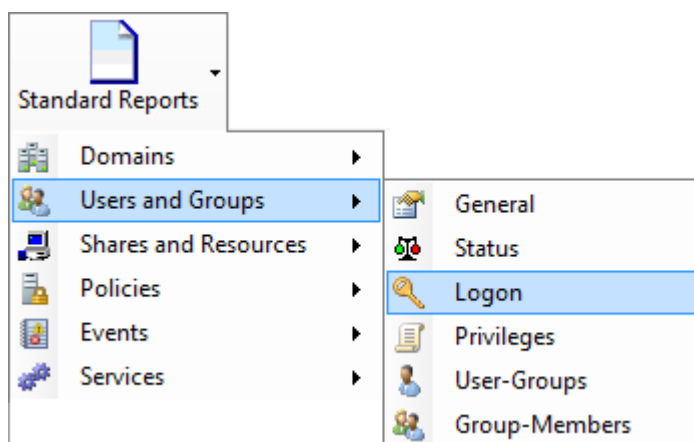 Standard Reports
Domains
Users and Groups
Shares and Resources
Policies
Events
Services
General
Status
Logon
Privileges
User-Groups
Group-Members